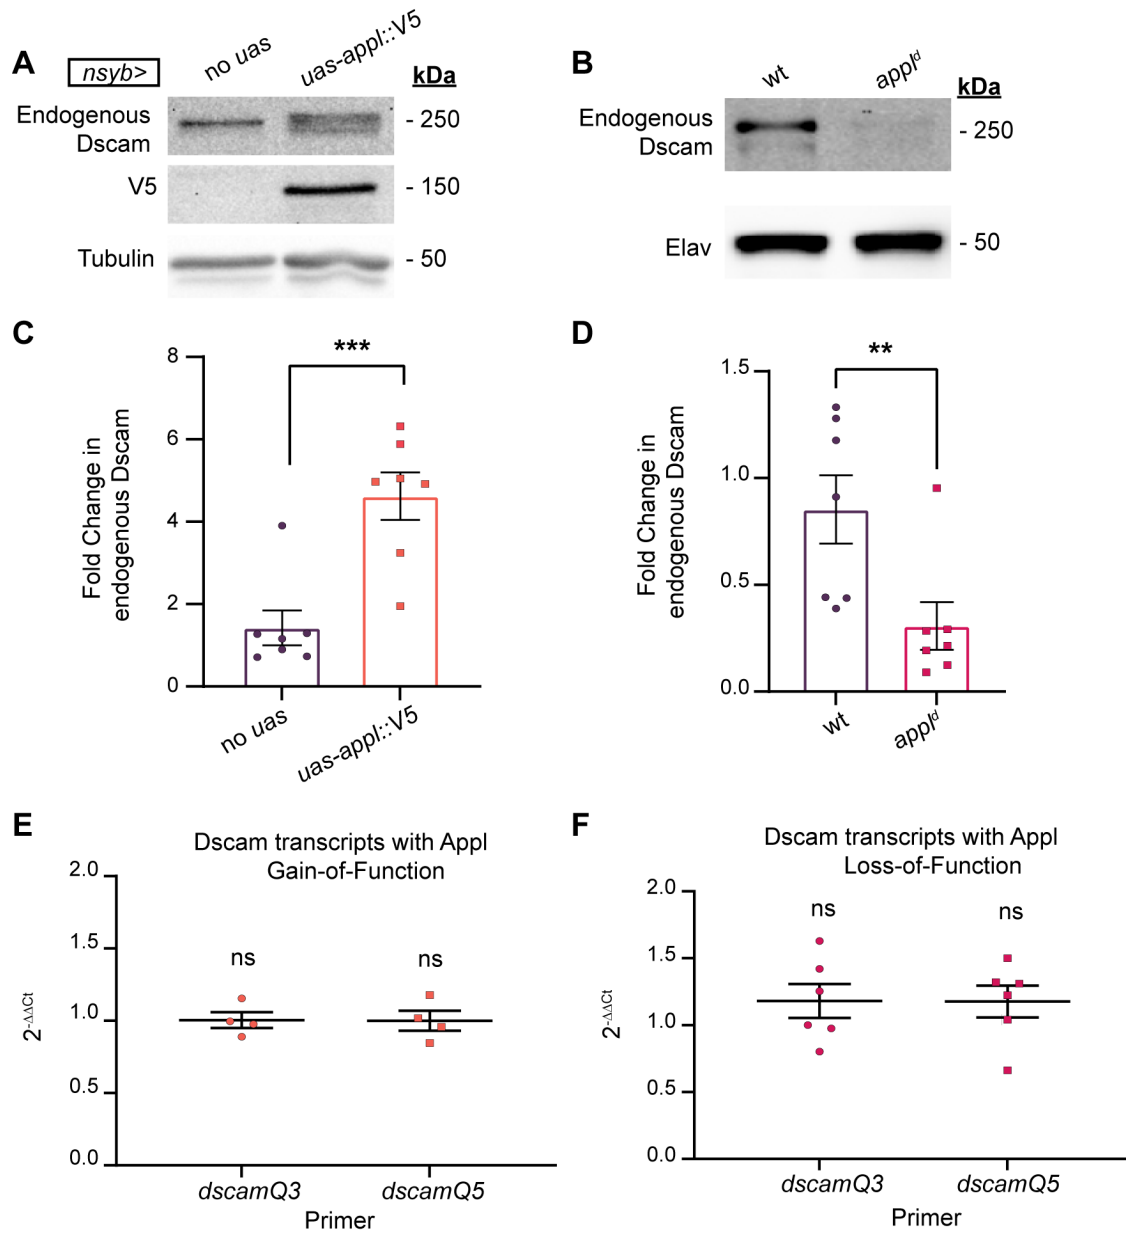 A
nsyb>
no uas
uas-appl::V5
kDa
Endogenous
Dscam
- 250
V5
- 150
Tubulin
- 50
B
wt
appl^d
kDa
Endogenous
Dscam
- 250
Elav
- 50
C
***
8
6
4
2
0
Fold Change in
endogenous Dscam
no uas
uas-appl::V5
D
**
1.5
1.0
0.5
0.0
Fold Change in
endogenous Dscam
wt
appl^d
E
Dscam transcripts with Appl
Gain-of-Function
2.0
1.5
1.0
0.5
0.0
2^-ΔΔCt
ns
ns
dscamQ3
dscamQ5
Primer
F
Dscam transcripts with Appl
Loss-of-Function
2.0
1.5
1.0
0.5
0.0
2^-ΔΔCt
ns
ns
dscamQ3
dscamQ5
Primer